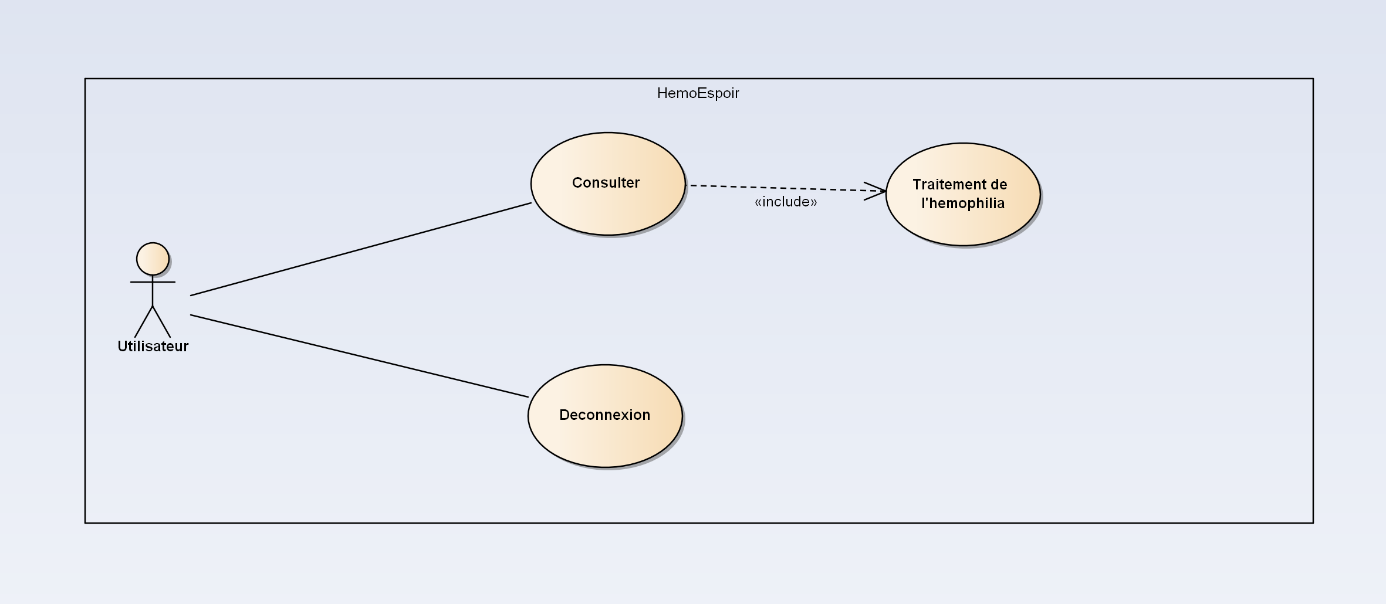 HemoEspoir
Consulter
Traitement de
l'hemophilia
«include»
Utilisateur
Deconnexion